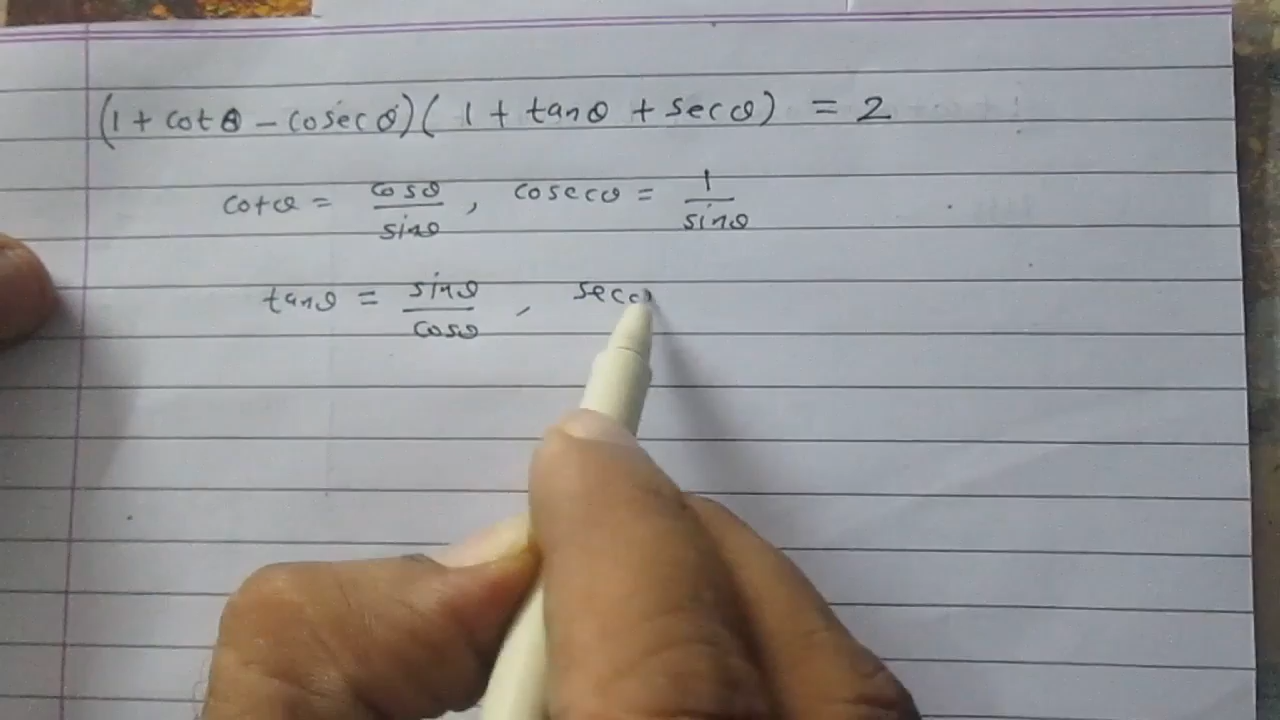 (1 + cotθ - cosecθ)(1 + tanθ + secθ) = 2
cotθ = cosθ/sinθ, cosecθ = 1/sinθ
tanθ = sinθ/cosθ, secθ